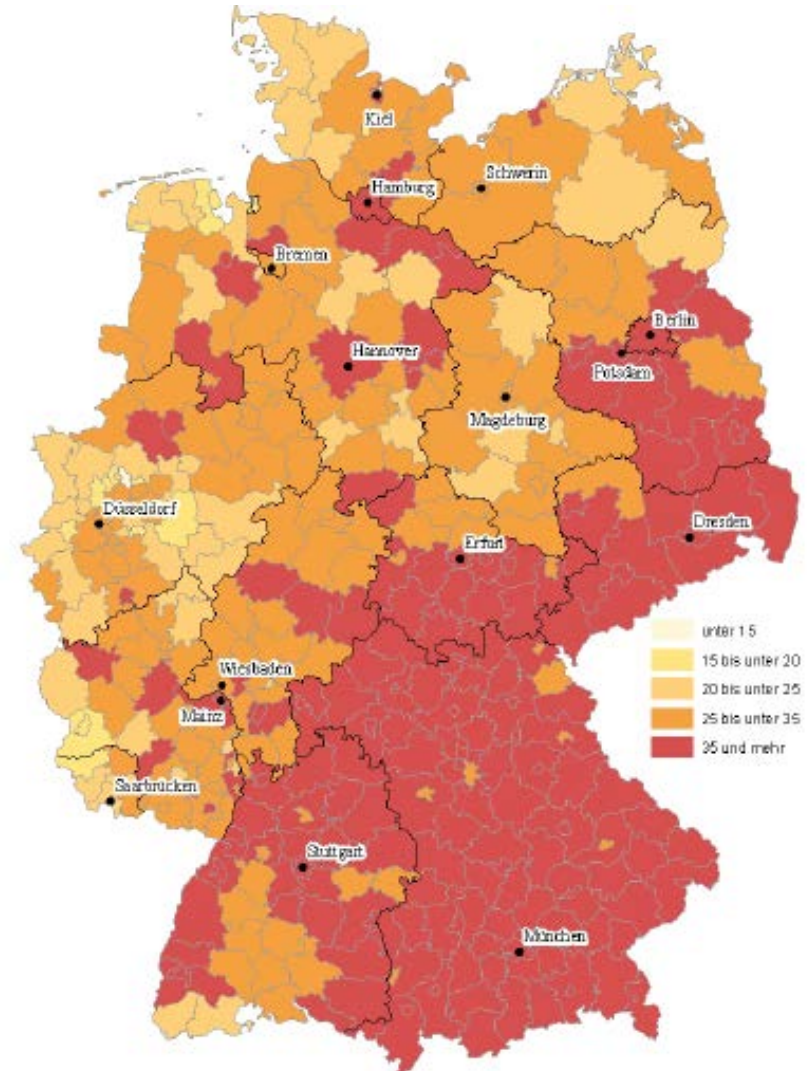 Kiel
Schwerin
Hamburg
Bremen
Berlin
Hannover
Potsdam
Magdeburg
Düsseldorf
Dresden
Erfurt
unter 15
15 bis unter 20
20 bis unter 25
25 bis unter 35
35 und mehr
Wiesbaden
Mainz
Saarbrücken
Stuttgart
München